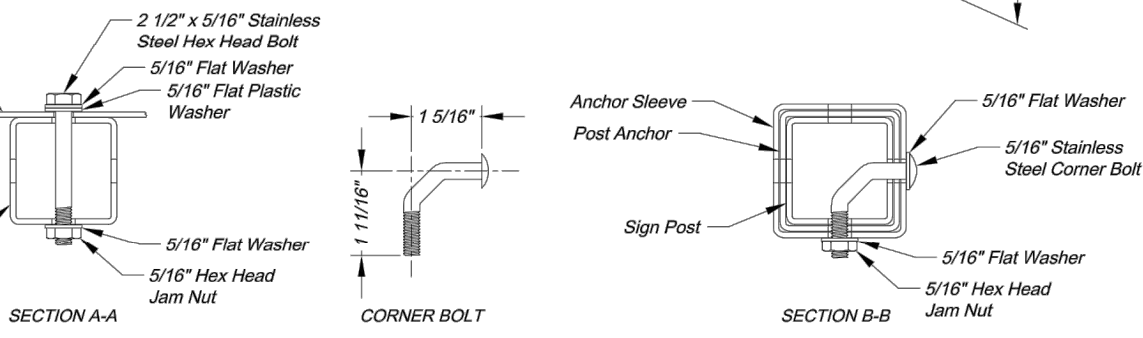 2 1/2" x 5/16" Stainless
Steel Hex Head Bolt
5/16" Flat Washer
5/16" Flat Plastic
Washer
5/16" Flat Washer
5/16" Hex Head
Jam Nut
SECTION A-A
1 5/16"
1 11/16"
CORNER BOLT
Anchor Sleeve
Post Anchor
Sign Post
5/16" Flat Washer
5/16" Stainless
Steel Corner Bolt
5/16" Flat Washer
5/16" Hex Head
Jam Nut
SECTION B-B